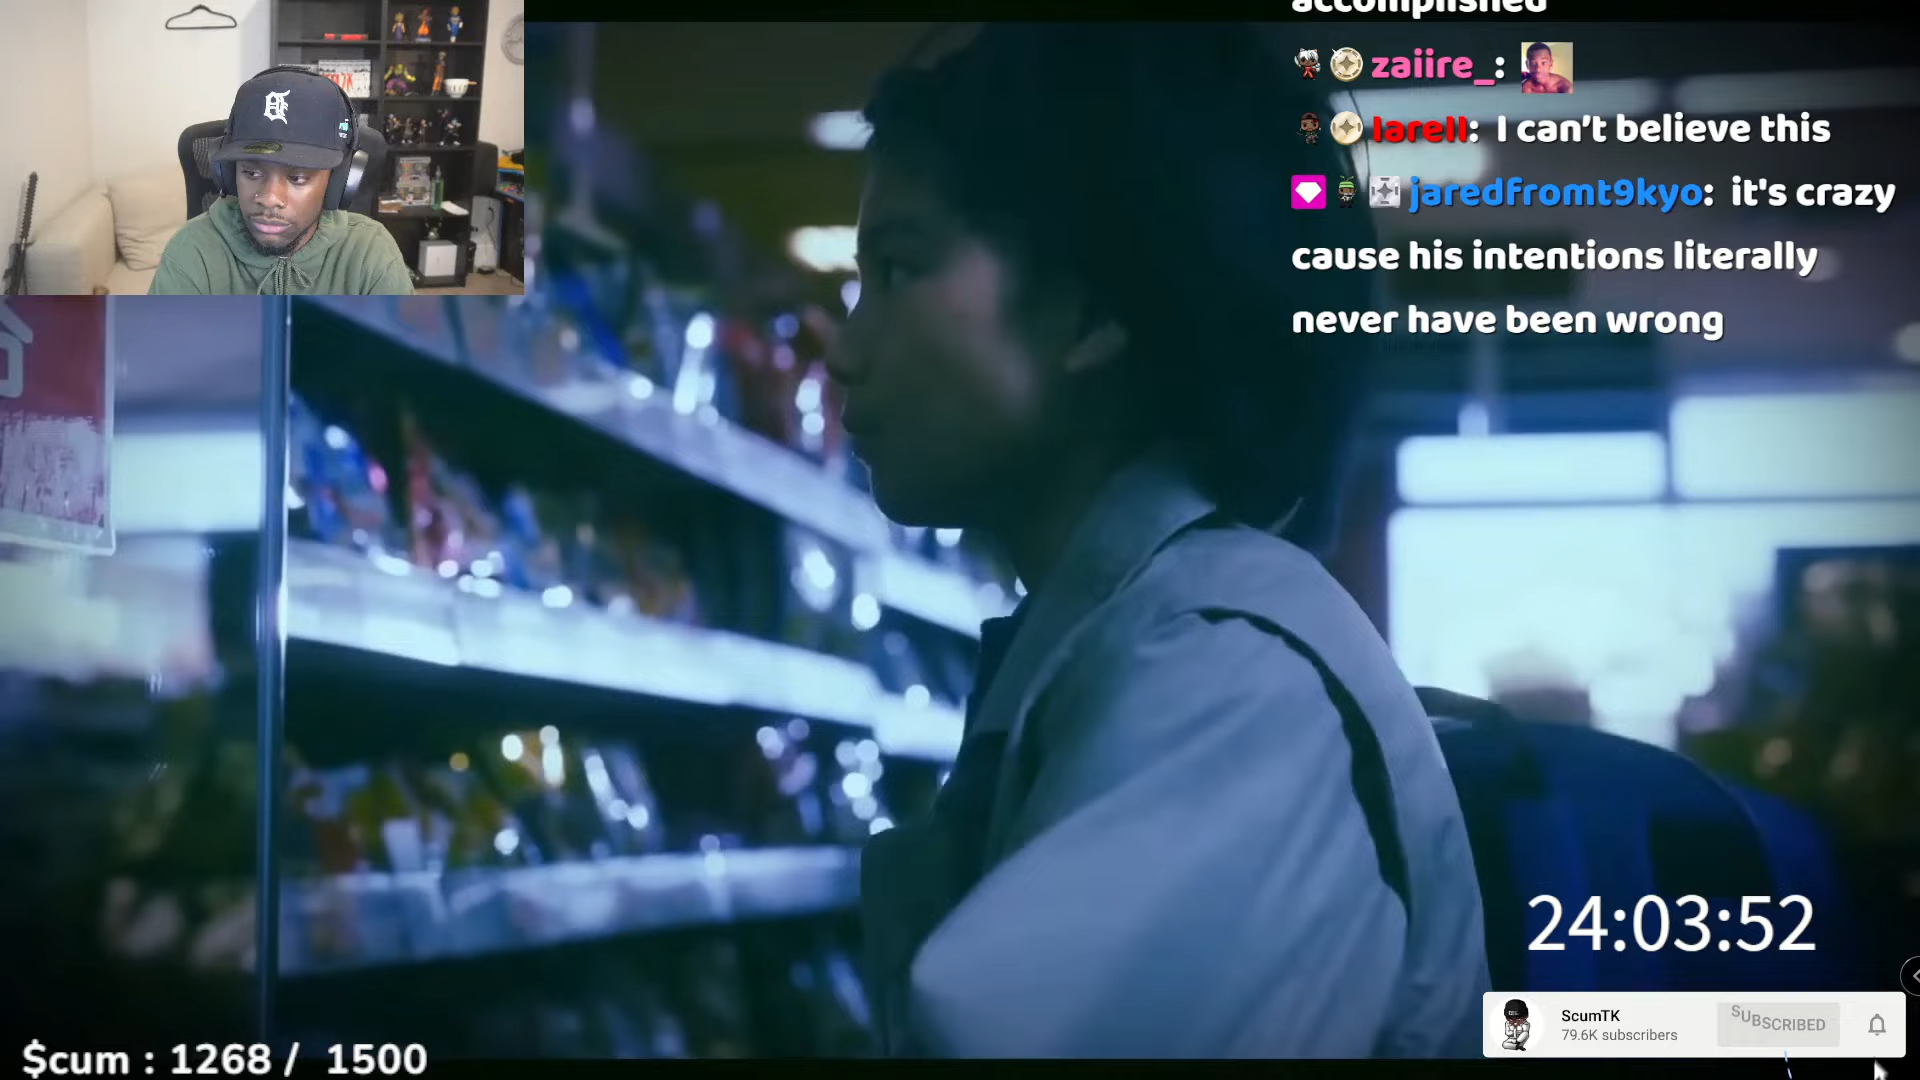 accomplished
zaiire_:
larell: I can't believe this
jaredfromt9kyo: it's crazy
cause his intentions literally
never have been wrong
24:03:52
ScumTK
79.6K subscribers
SUBSCRIBED
$cum : 1268 / 1500